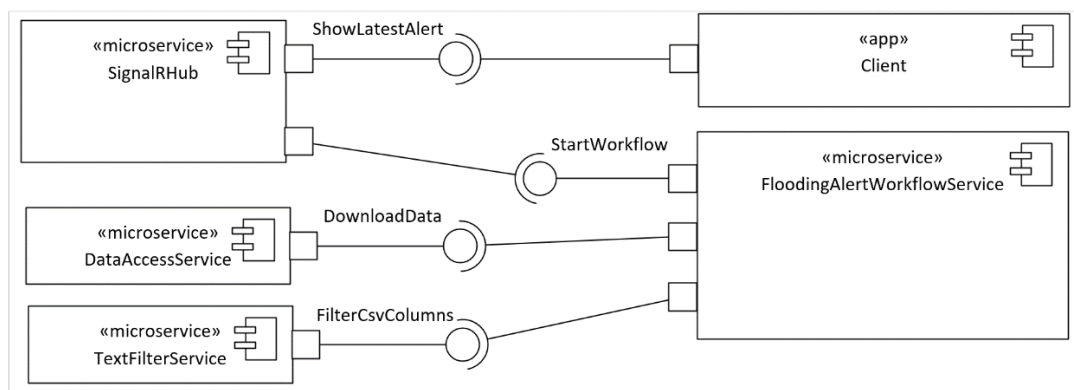 «microservice»
SignalRHub
ShowLatestAlert
«app»
Client
StartWorkflow
«microservice»
FloodingAlertWorkflowService
«microservice»
DataAccessService
DownloadData
«microservice»
TextFilterService
FilterCsvColumns